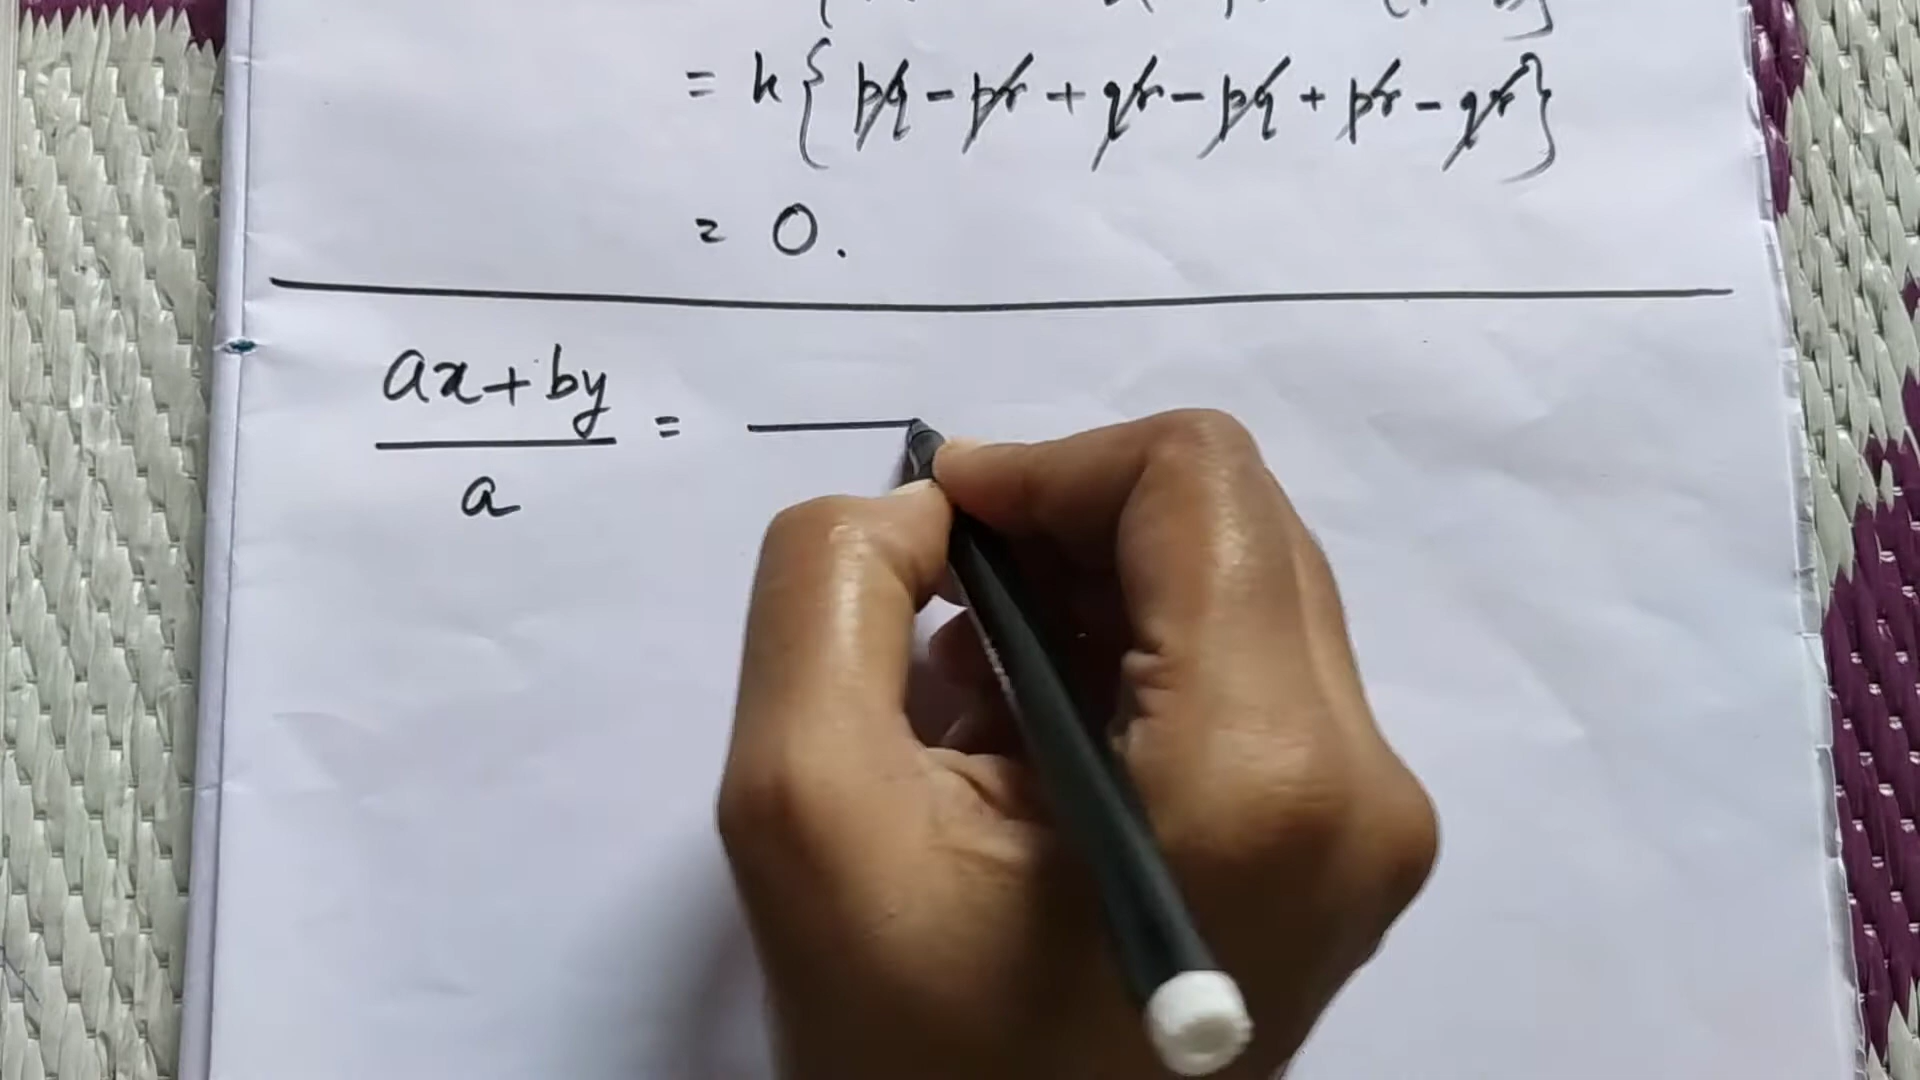 = k{pq - pr + qr - pq + pr - qr}
= 0.
ax + by
=
a